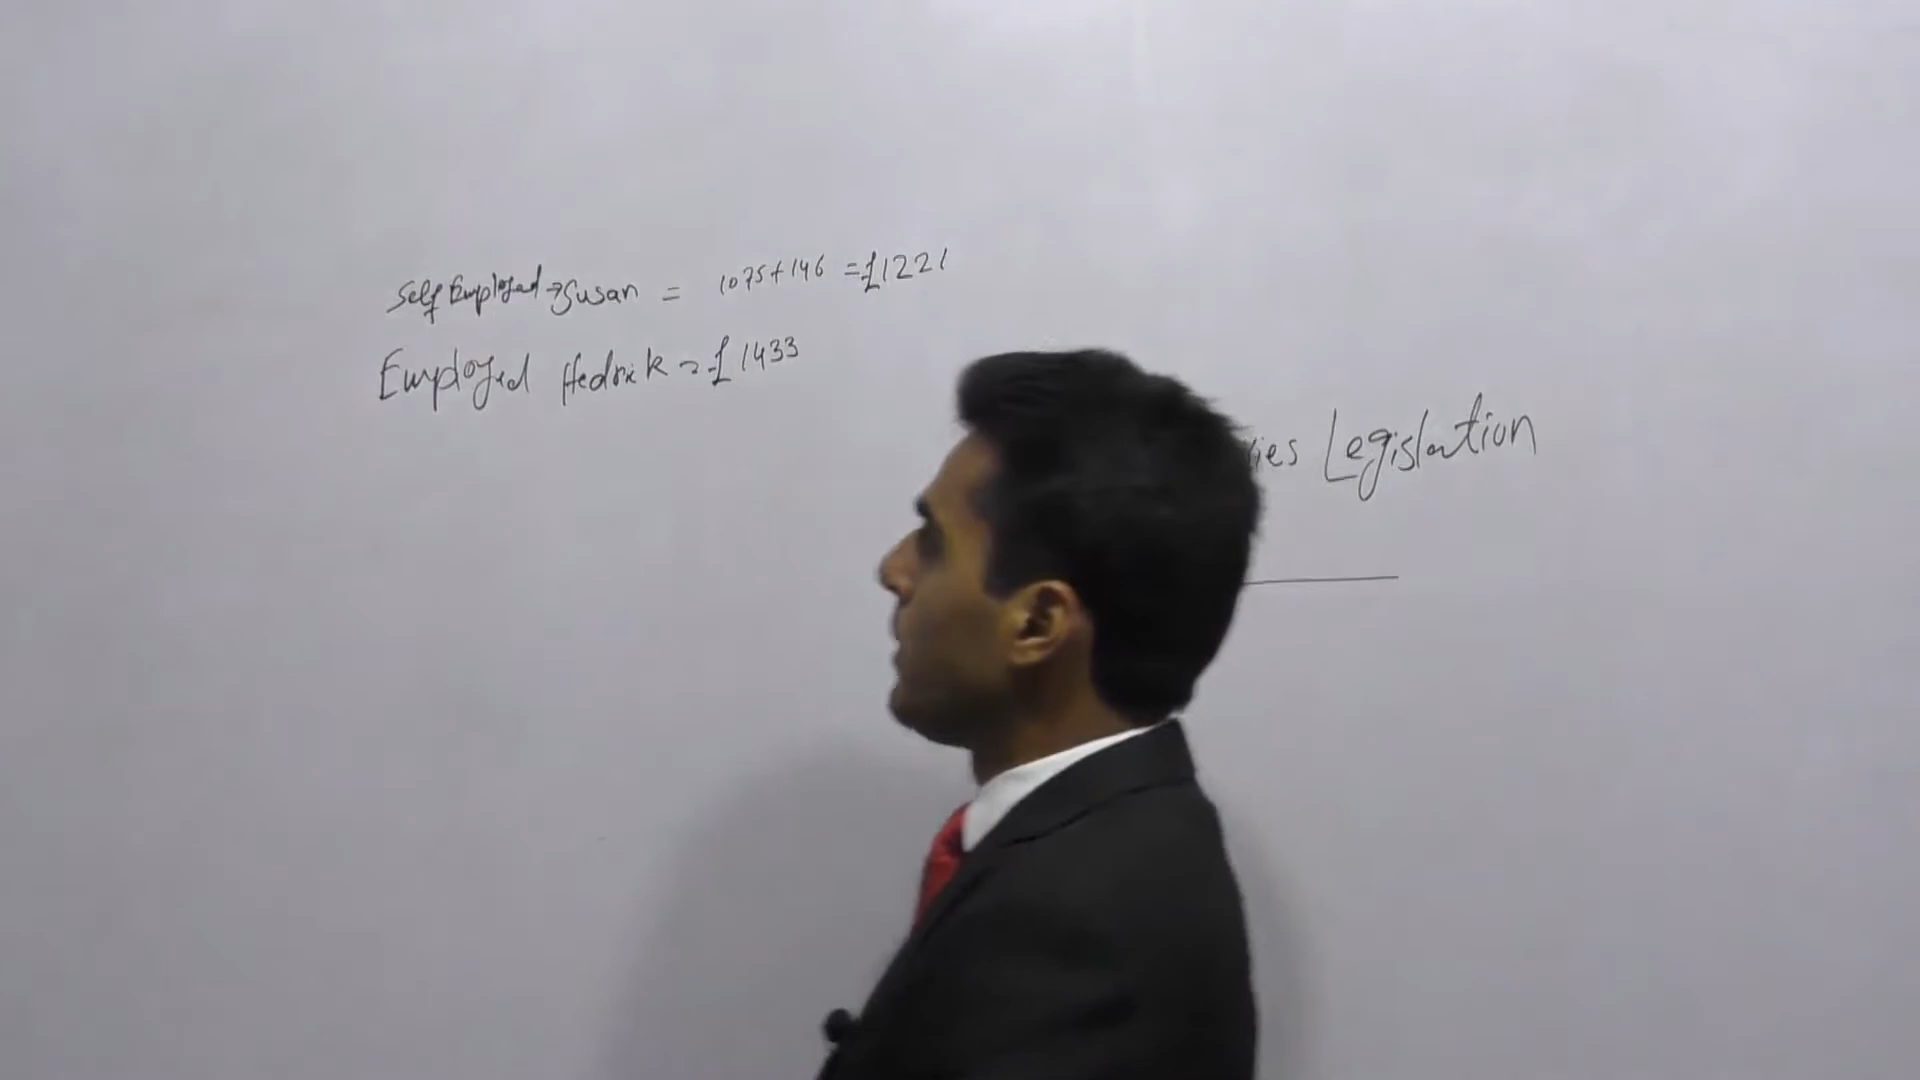 Self Employed → Susan = 1075 + 146 = £1221
Employed Hedrik = £1433
Legislation